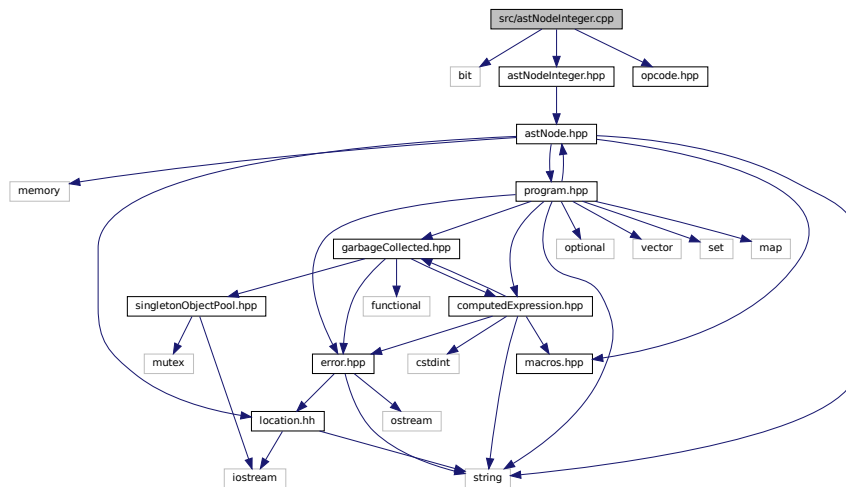 src/astNodeInteger.cpp
bit
astNodeInteger.hpp
opcode.hpp
astNode.hpp
memory
program.hpp
garbageCollected.hpp
optional
vector
set
map
singletonObjectPool.hpp
functional
computedExpression.hpp
mutex
error.hpp
cstdint
macros.hpp
location.hh
ostream
iostream
string